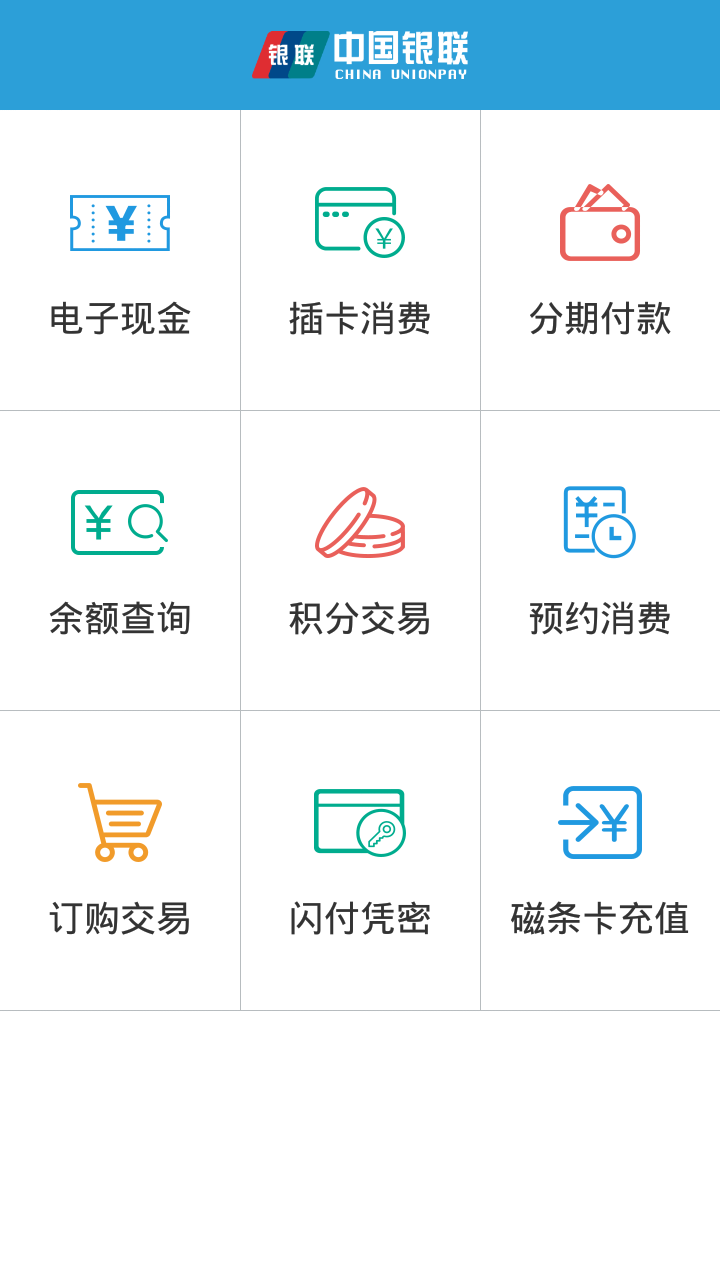 银联 中国银联
CHINA UNIONPAY
电子现金
插卡消费
分期付款
余额查询
积分交易
预约消费
订购交易
闪付凭密
磁条卡充值